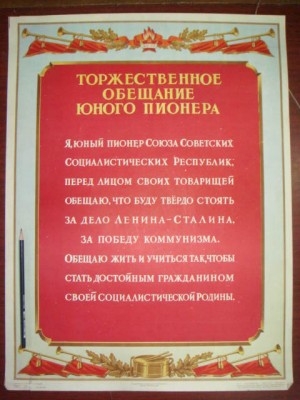 ТОРЖЕСТВЕННОЕ
ОБЕЩАНИЕ
ЮНОГО ПИОНЕРА
Я, ЮНЫЙ ПИОНЕР СОЮЗА СОВЕТСКИХ
СОЦИАЛИСТИЧЕСКИХ РЕСПУБЛИК,
ПЕРЕД ЛИЦОМ СВОИХ ТОВАРИЩЕЙ
ОБЕЩАЮ, ЧТО БУДУ ТВЁРДО СТОЯТЬ
ЗА ДЕЛО ЛЕНИНА-СТАЛИНА,
ЗА ПОБЕДУ КОММУНИЗМА.
ОБЕЩАЮ ЖИТЬ И УЧИТЬСЯ ТАК, ЧТОБЫ
СТАТЬ ДОСТОЙНЫМ ГРАЖДАНИНОМ
СВОЕЙ СОЦИАЛИСТИЧЕСКОЙ РОДИНЫ.